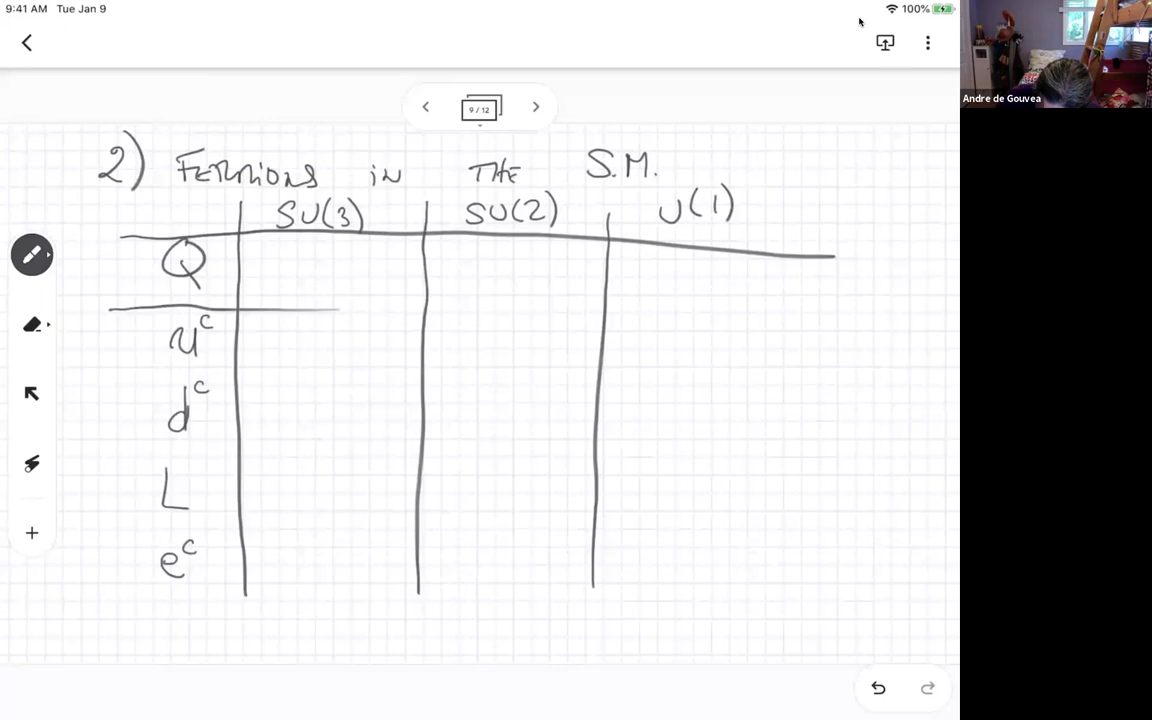 9:41 AM Tue Jan 9
100%
9 / 12
Andre de Gouvea
2) FERMIONS IN THE S.M.
SU(3) SU(2) U(1)
Q
u^c
d^c
L
e^c